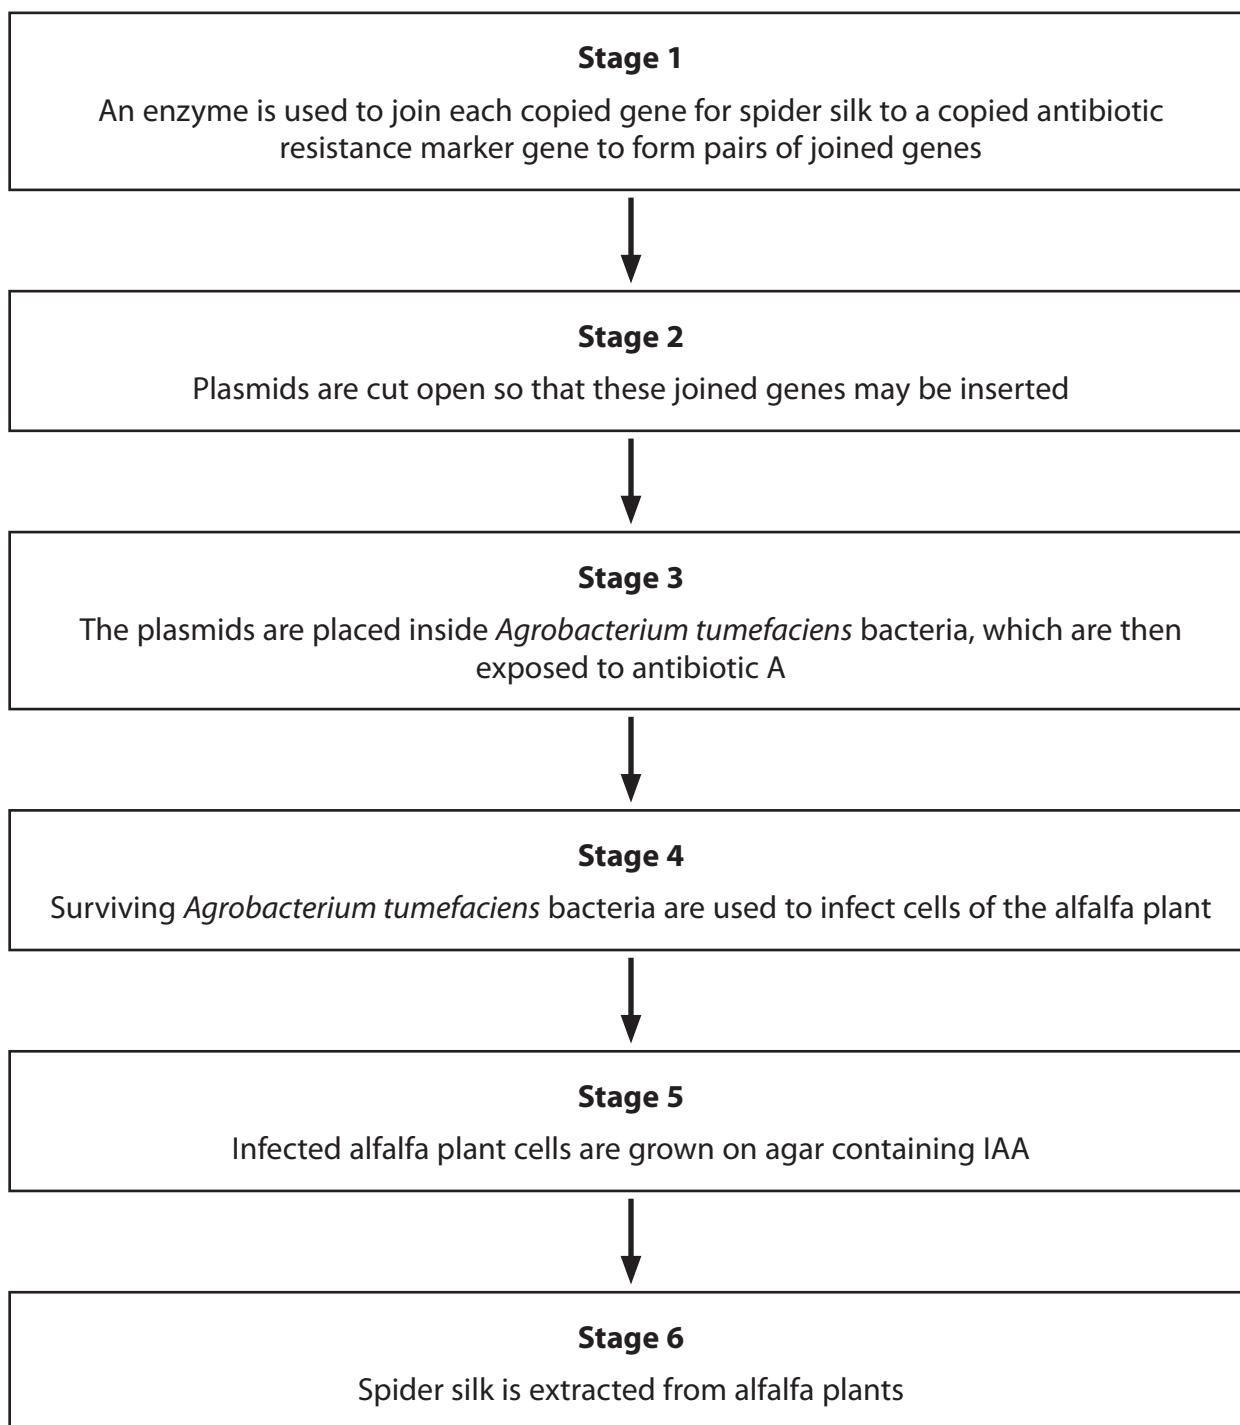 Stage 1
An enzyme is used to join each copied gene for spider silk to a copied antibiotic
resistance marker gene to form pairs of joined genes
Stage 2
Plasmids are cut open so that these joined genes may be inserted
Stage 3
The plasmids are placed inside Agrobacterium tumefaciens bacteria, which are then
exposed to antibiotic A
Stage 4
Surviving Agrobacterium tumefaciens bacteria are used to infect cells of the alfalfa plant
Stage 5
Infected alfalfa plant cells are grown on agar containing IAA
Stage 6
Spider silk is extracted from alfalfa plants